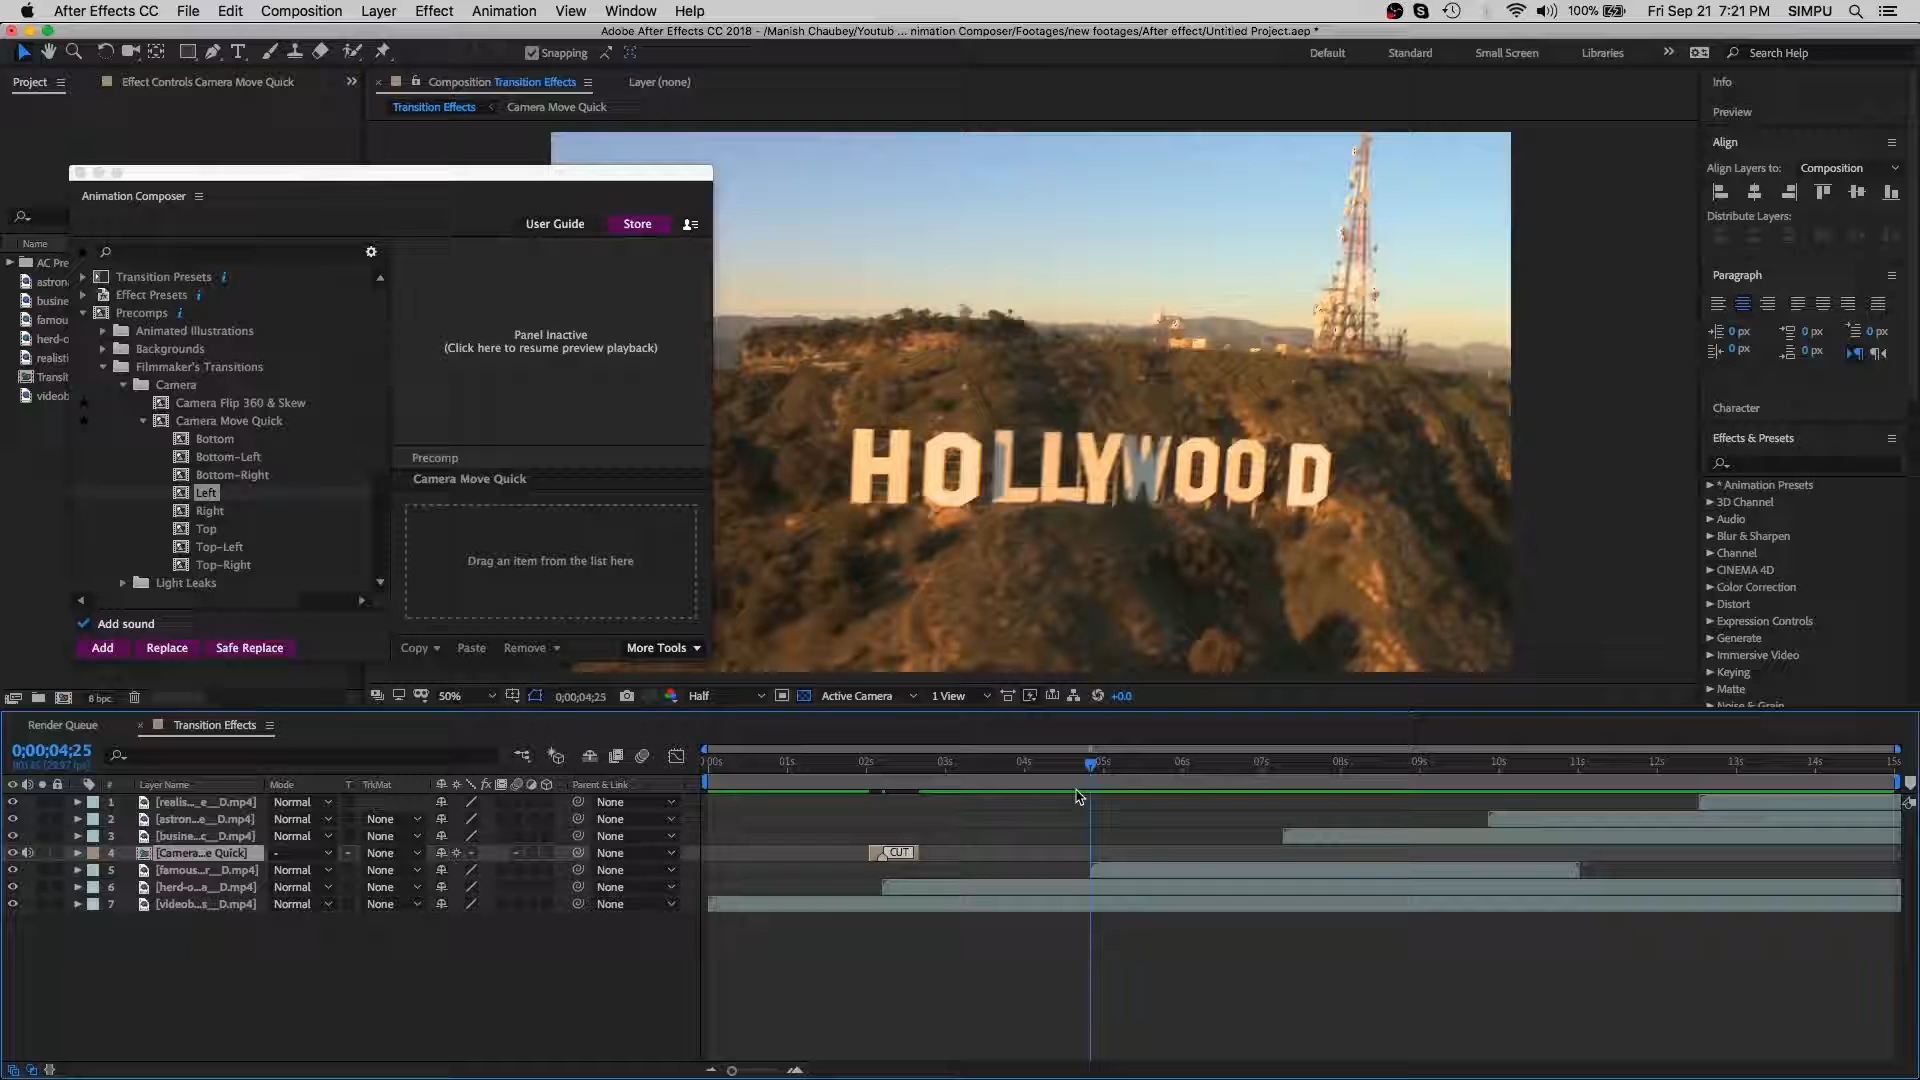 After Effects CC File Edit Composition Layer Effect Animation View Window Help 100% Fri Sep 21 7:21 PM SIMPU
Adobe After Effects CC 2018 - /Manish Chaubey/Youtub ... nimation Composer/Footages/new footages/After effect/Untitled Project.aep *
Snapping Default Standard Small Screen Libraries Search Help
Project Effect Controls Camera Move Quick
Composition Transition Effects Layer (none)
Transition Effects Camera Move Quick
Name
AC Pre
astron
busine
famou
herd-o
realisti
Transit
videob
8 bpc
Animation Composer
User Guide Store
Transition Presets
Effect Presets
Precomps
Animated Illustrations
Backgrounds
Filmmaker's Transitions
Camera
Camera Flip 360 & Skew
Camera Move Quick
Bottom
Bottom-Left
Bottom-Right
Left
Right
Top
Top-Left
Top-Right
Light Leaks
Add sound
Add Replace Safe Replace
Panel Inactive
(Click here to resume preview playback)
Precomp
Camera Move Quick
Drag an item from the list here
Copy Paste Remove More Tools
HOLLYWOOD
50% 0;00;04;25 Half Active Camera 1 View +0.0
Info
Preview
Align
Align Layers to: Composition
Distribute Layers:
Paragraph
0 px 0 px 0 px
0 px 0 px
Character
Effects & Presets
* Animation Presets
3D Channel
Audio
Blur & Sharpen
Channel
CINEMA 4D
Color Correction
Distort
Expression Controls
Generate
Immersive Video
Keying
Matte
Noise & Grain
Render Queue Transition Effects
0;00;04;25
# Layer Name Mode T TrkMat Parent & Link
00s 01s 02s 03s 04s 05s 06s 07s 08s 09s 10s 11s 12s 13s 14s 15s
1 [realis..._e__D.mp4] Normal None
2 [astron...e__D.mp4] Normal None None
3 [busine...c__D.mp4] Normal None None
4 [Camera...e Quick] - None None CUT
5 [famous...r__D.mp4] Normal None None
6 [herd-o...a__D.mp4] Normal None None
7 [videob...s__D.mp4] Normal None None